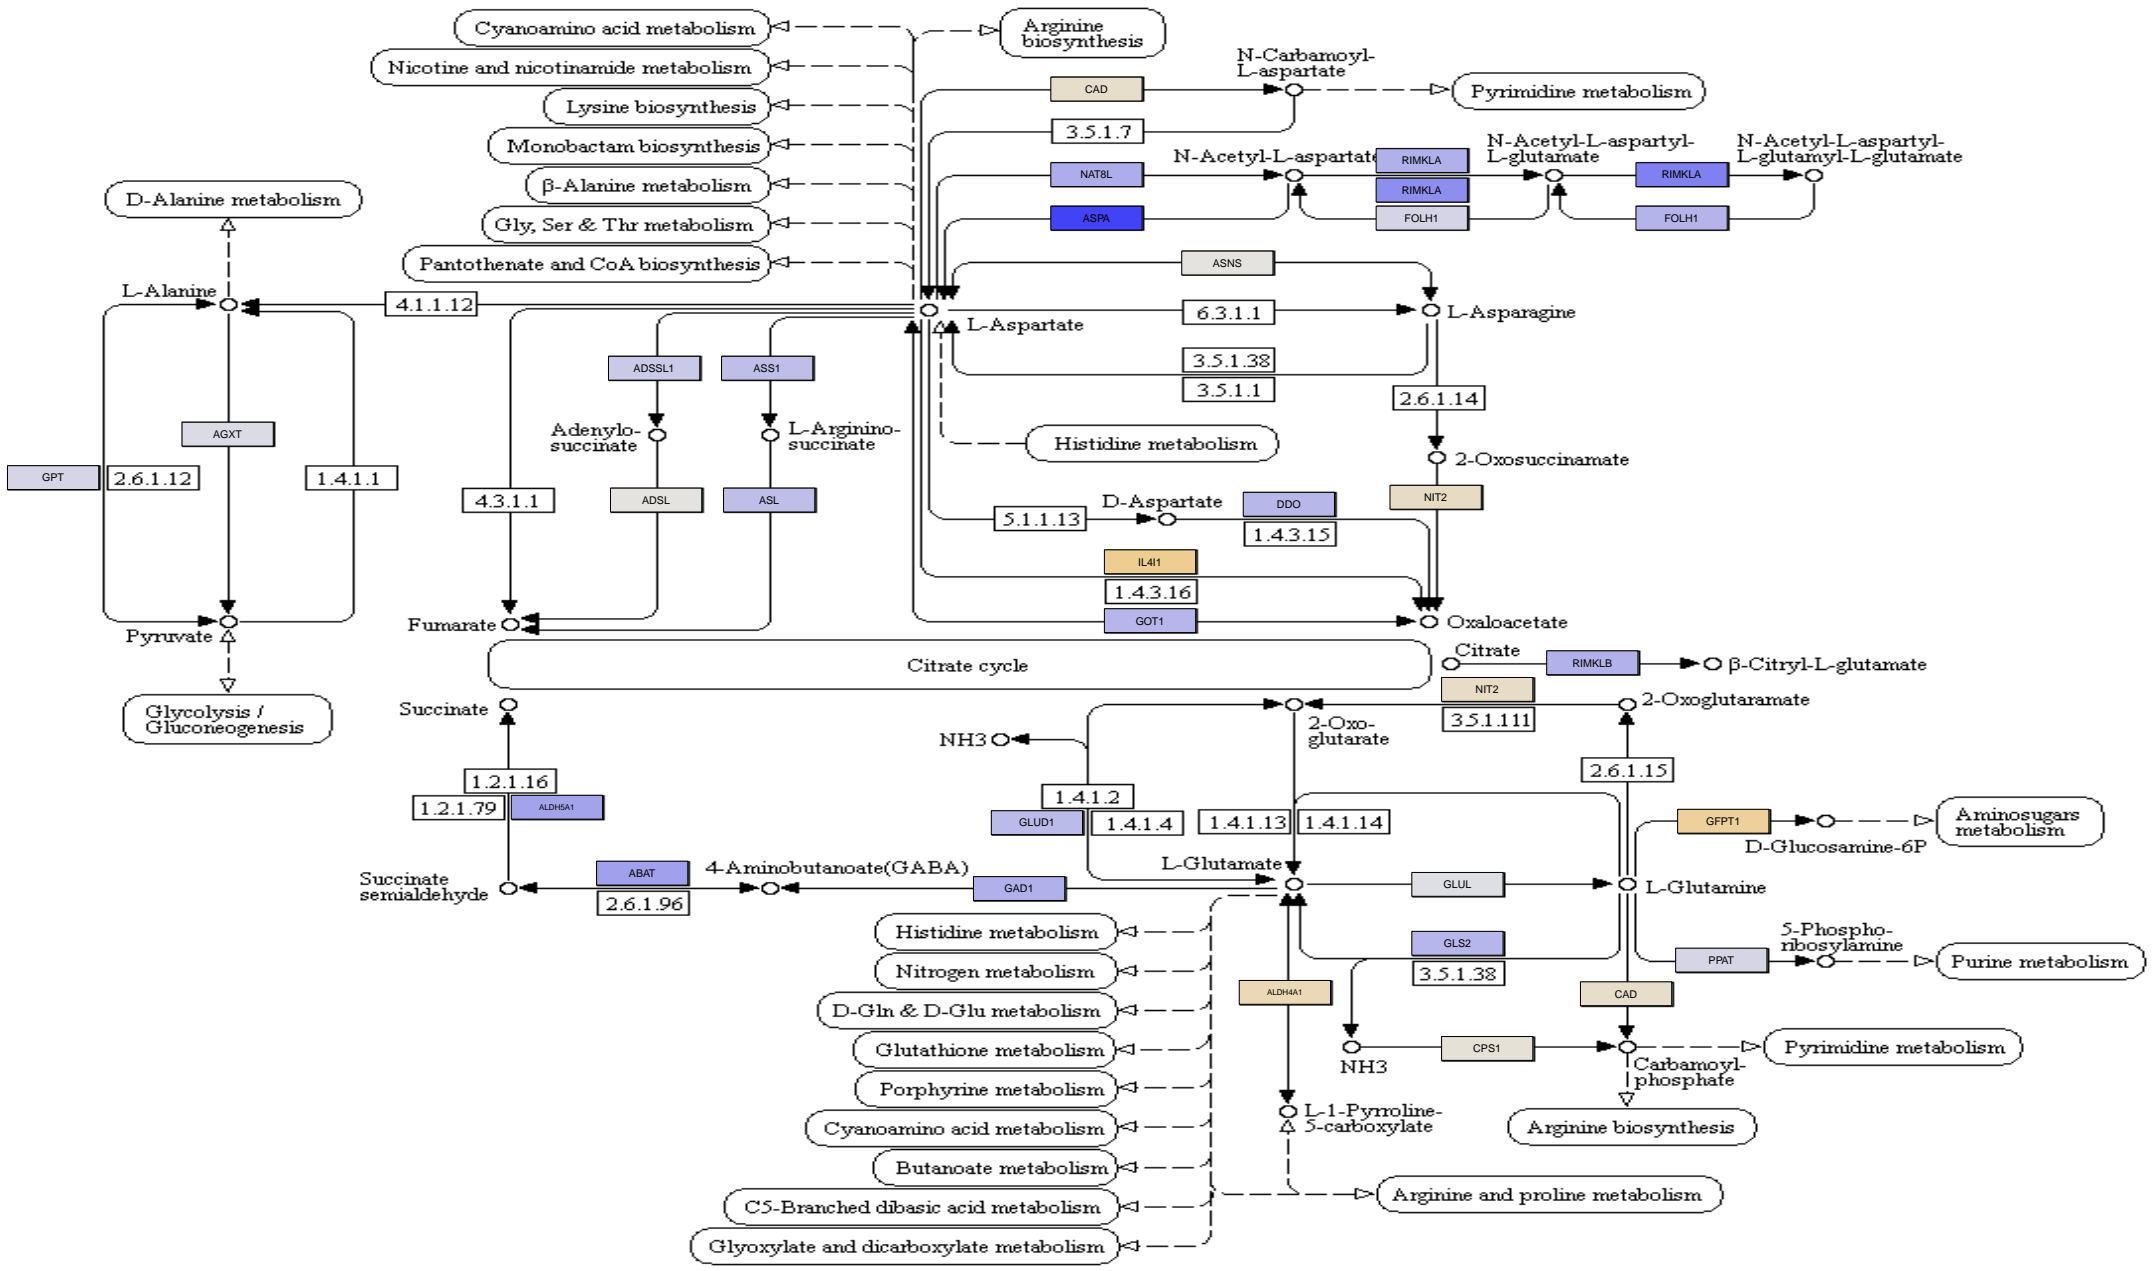 Cyanoamino acid metabolism
Arginine
biosynthesis
Nicotine and nicotinamide metabolism
N-Carbamoyl-
L-aspartate
CAD
Pyrimidine metabolism
Lysine biosynthesis
3.5.1.7
Monobactam biosynthesis
N-Acetyl-L-aspartate
RIMKLA
N-Acetyl-L-aspartyl-
L-glutamate
N-Acetyl-L-aspartyl-
L-glutamyl-L-glutamate
β-Alanine metabolism
NAT8L
RIMKLA
RIMKLA
D-Alanine metabolism
Gly, Ser & Thr metabolism
ASPA
FOLH1
FOLH1
Pantothenate and CoA biosynthesis
ASNS
L-Alanine
4.1.1.12
L-Aspartate
6.3.1.1
L-Asparagine
ADSSL1
ASS1
3.5.1.38
3.5.1.1
2.6.1.14
AGXT
Adenylo-
succinate
L-Arginino-
succinate
Histidine metabolism
2-Oxosuccinamate
GPT
2.6.1.12
1.4.1.1
4.3.1.1
ADSL
ASL
D-Aspartate
DDO
NIT2
5.1.1.13
1.4.3.15
IL4I1
1.4.3.16
GOT1
Pyruvate
Fumarate
Oxaloacetate
Citrate cycle
Citrate
RIMKLB
β-Citryl-L-glutamate
NIT2
Glycolysis /
Gluconeogenesis
Succinate
2-Oxo-
glutarate
3.5.1.111
2-Oxoglutaramate
NH3
1.2.1.16
1.2.1.79
ALDH5A1
1.4.1.2
GLUD1
1.4.1.4
1.4.1.13
1.4.1.14
2.6.1.15
GFPT1
Aminosugars
metabolism
D-Glucosamine-6P
Succinate
semialdehyde
ABAT
2.6.1.96
4-Aminobutanoate(GABA)
GAD1
L-Glutamate
GLUL
L-Glutamine
Histidine metabolism
GLS2
3.5.1.38
5-Phospho-
ribosylamine
PPAT
Purine metabolism
Nitrogen metabolism
ALDH4A1
CAD
D-Gln & D-Glu metabolism
Glutathione metabolism
NH3
CPS1
Carbamoyl-
phosphate
Pyrimidine metabolism
Porphyrine metabolism
L-1-Pyrroline-
5-carboxylate
Arginine biosynthesis
Cyanoamino acid metabolism
Butanoate metabolism
Arginine and proline metabolism
C5-Branched dibasic acid metabolism
Glyoxylate and dicarboxylate metabolism